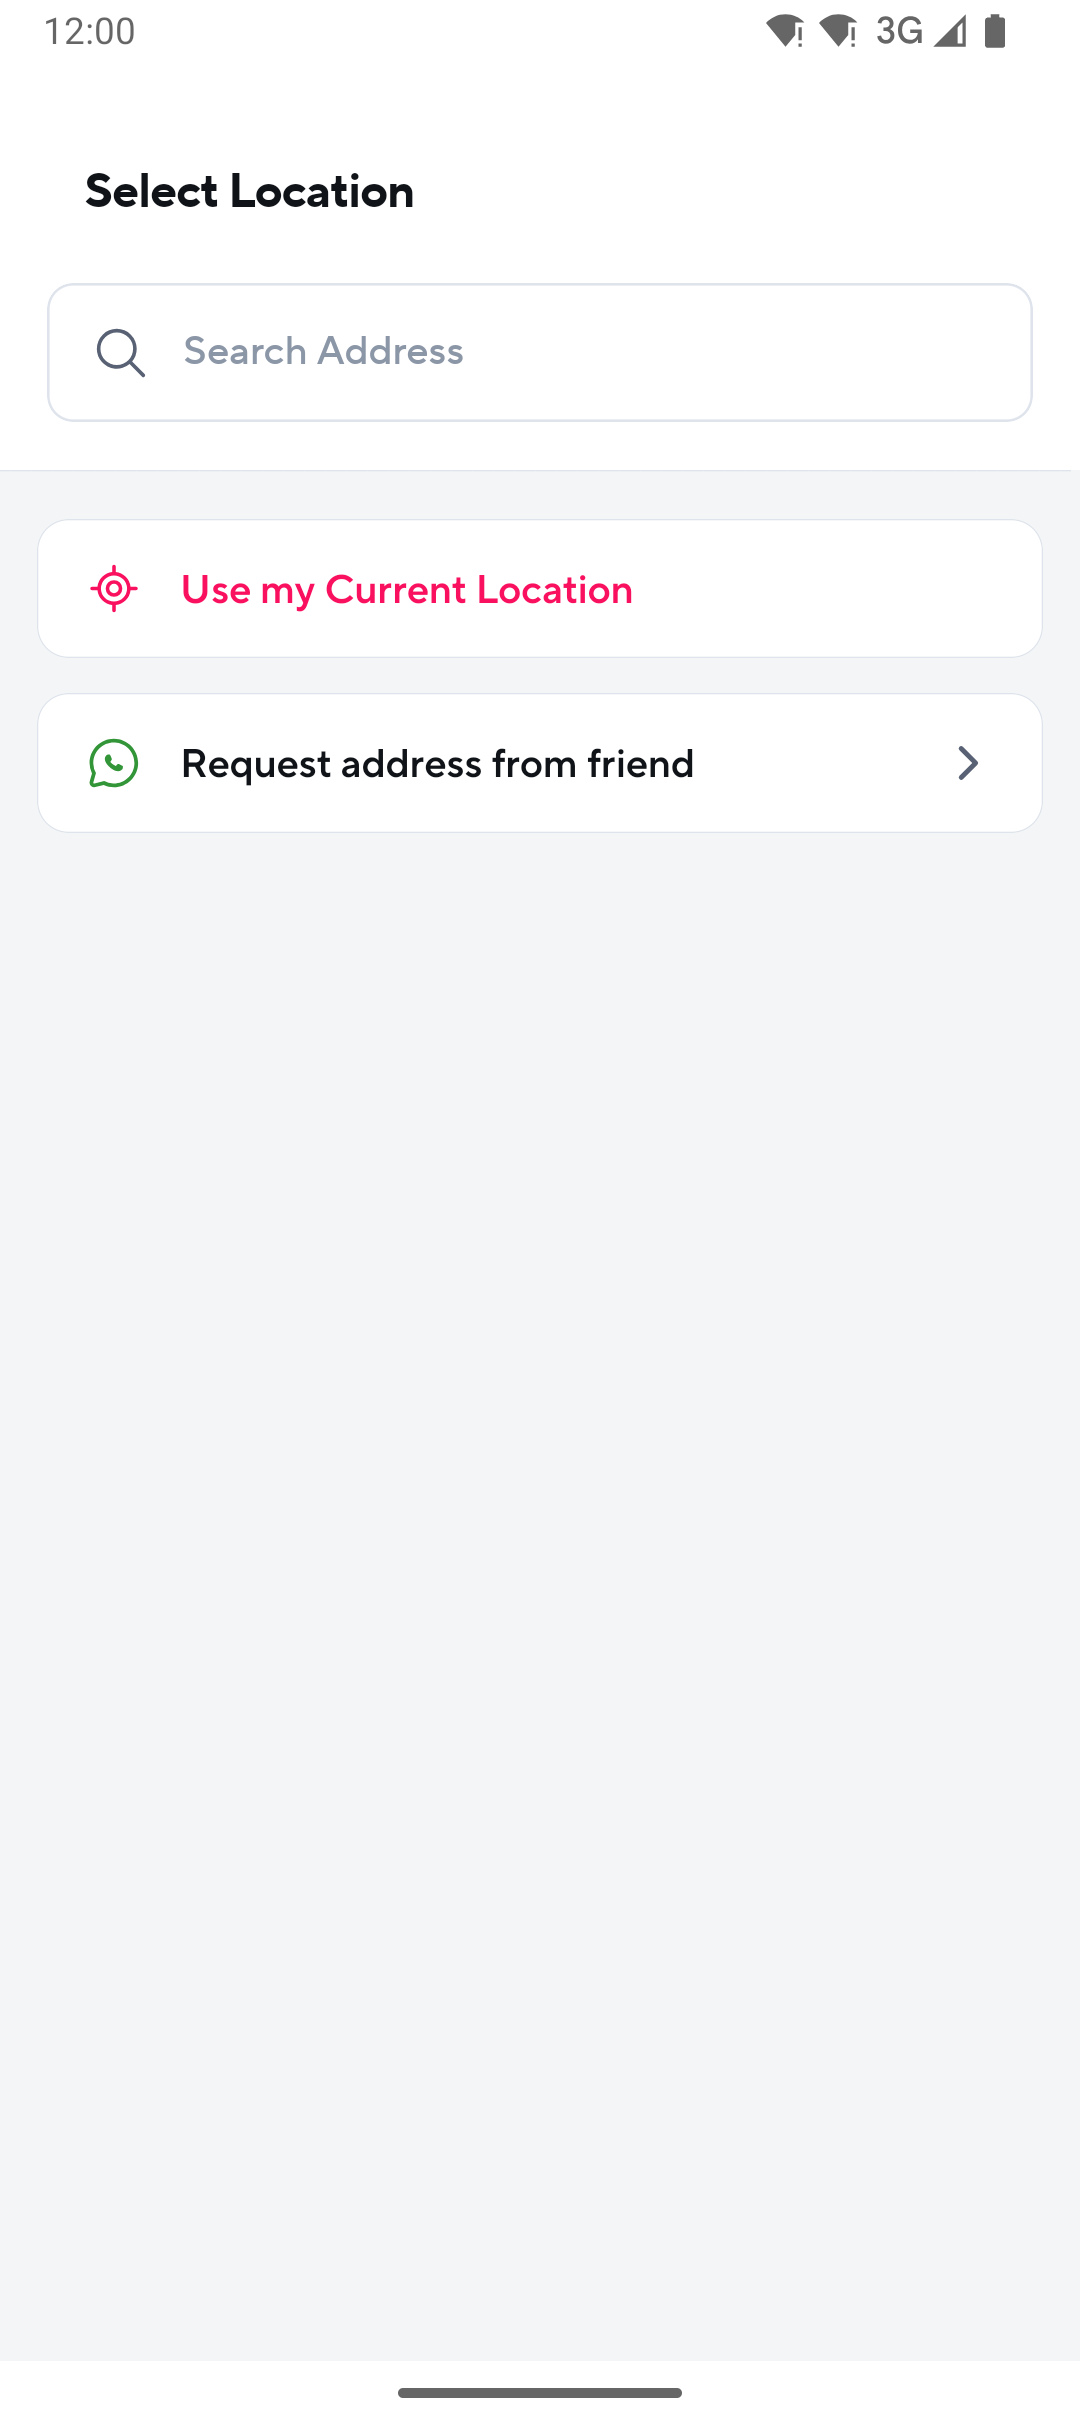 12:00
3G
Select Location
Search Address
Use my Current Location
Request address from friend